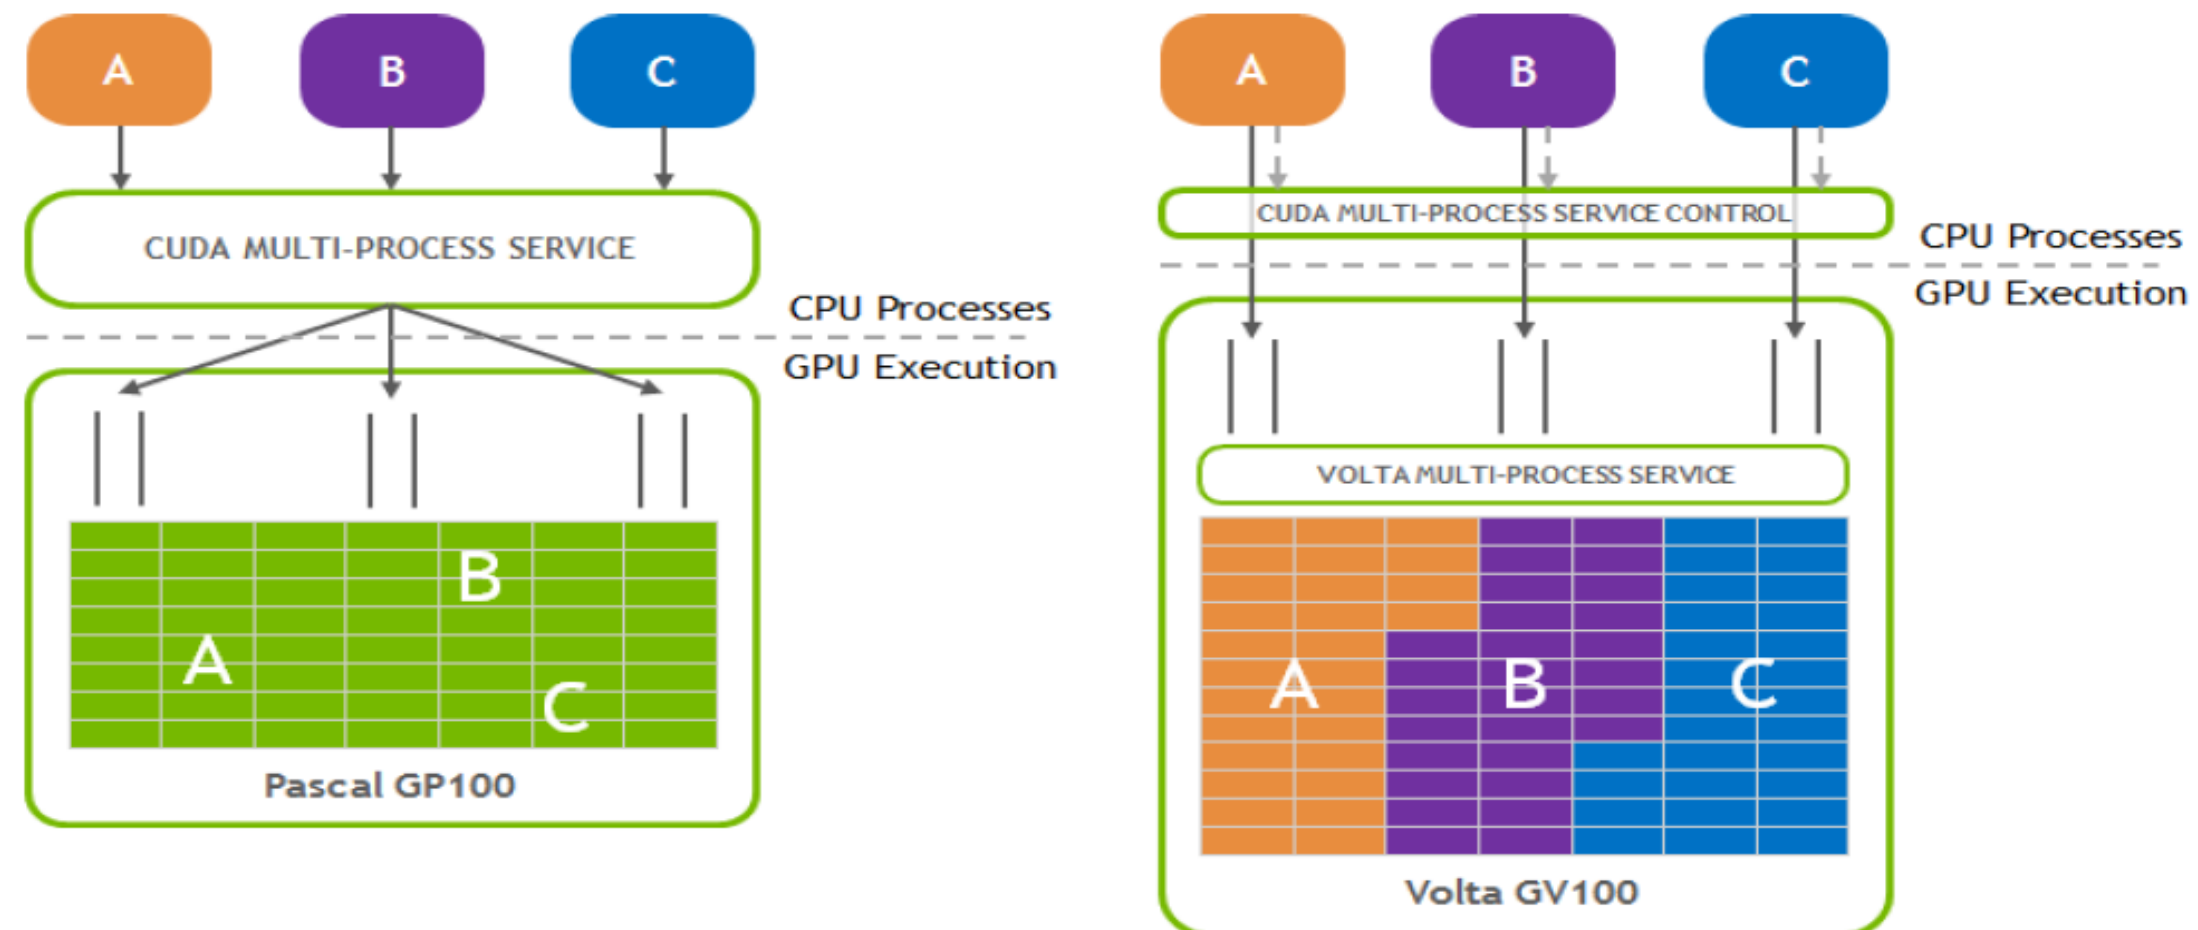 A
B
C
CUDA MULTI-PROCESS SERVICE
CPU Processes
GPU Execution
B
A
C
Pascal GP100
A
B
C
CUDA MULTI-PROCESS SERVICE CONTROL
CPU Processes
GPU Execution
VOLTA MULTI-PROCESS SERVICE
A
B
C
Volta GV100